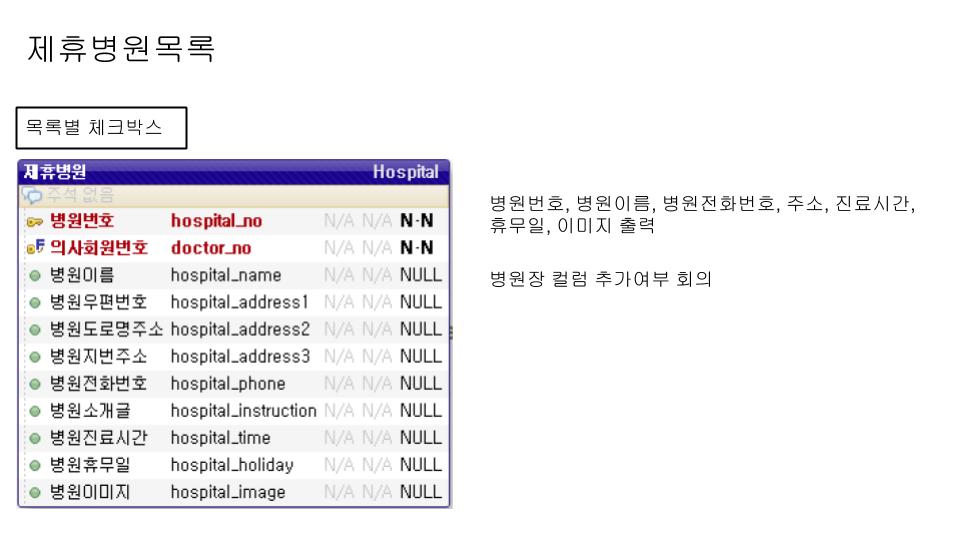 제휴병원목록
목록별 체크박스
제휴병원 Hospital
주석 없음
병원번호 hospital_no N/A N/A N-N
의사회원번호 doctor_no N/A N/A N-N
병원이름 hospital_name N/A N/A NULL
병원우편번호 hospital_address1 N/A N/A NULL
병원도로명주소 hospital_address2 N/A N/A NULL
병원지번주소 hospital_address3 N/A N/A NULL
병원전화번호 hospital_phone N/A N/A NULL
병원소개글 hospital_instruction N/A N/A NULL
병원진료시간 hospital_time N/A N/A NULL
병원휴무일 hospital_holiday N/A N/A NULL
병원이미지 hospital_image N/A N/A NULL
병원번호, 병원이름, 병원전화번호, 주소, 진료시간,
휴무일, 이미지 출력
병원장 컬럼 추가여부 회의